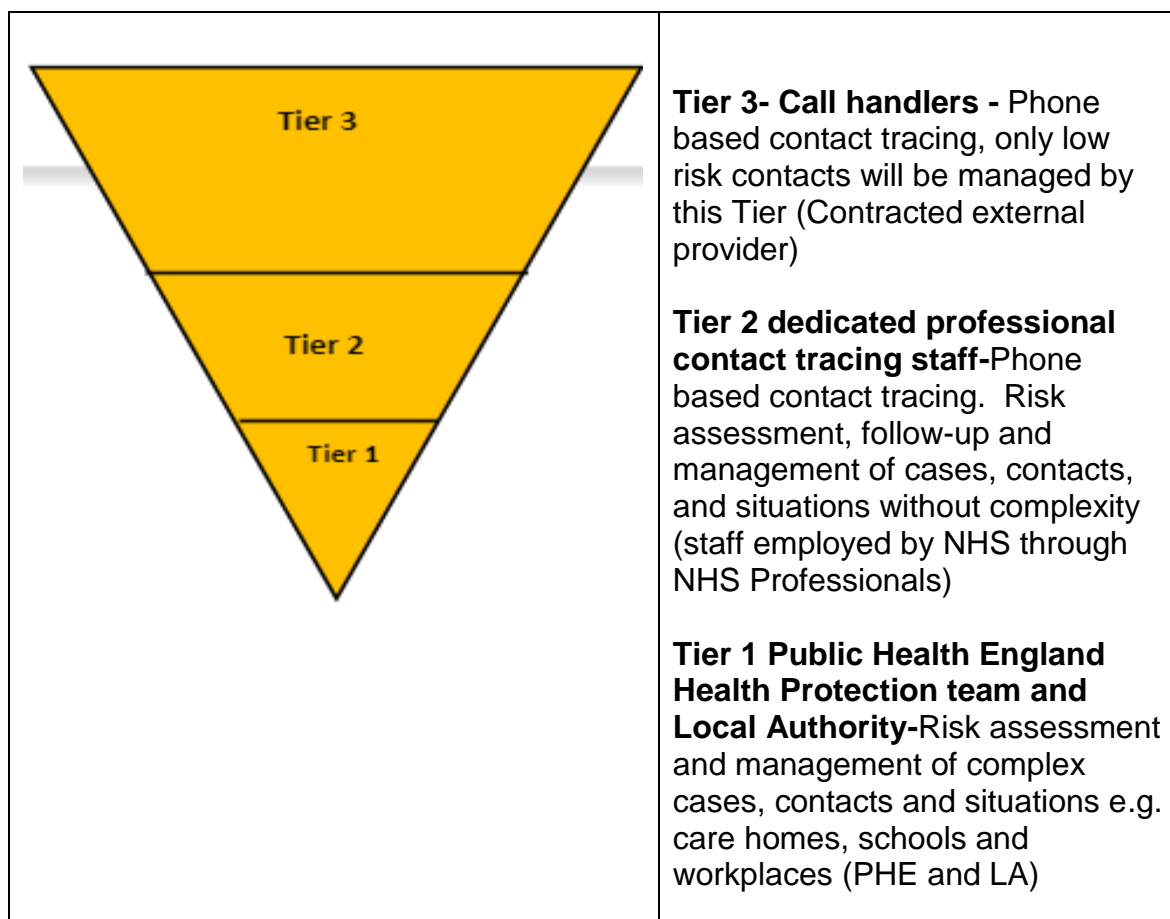 Tier 3
Tier 2
Tier 1
Tier 3- Call handlers - Phone
based contact tracing, only low
risk contacts will be managed by
this Tier (Contracted external
provider)
Tier 2 dedicated professional
contact tracing staff-Phone
based contact tracing.  Risk
assessment, follow-up and
management of cases, contacts,
and situations without complexity
(staff employed by NHS through
NHS Professionals)
Tier 1 Public Health England
Health Protection team and
Local Authority-Risk assessment
and management of complex
cases, contacts and situations e.g.
care homes, schools and
workplaces (PHE and LA)